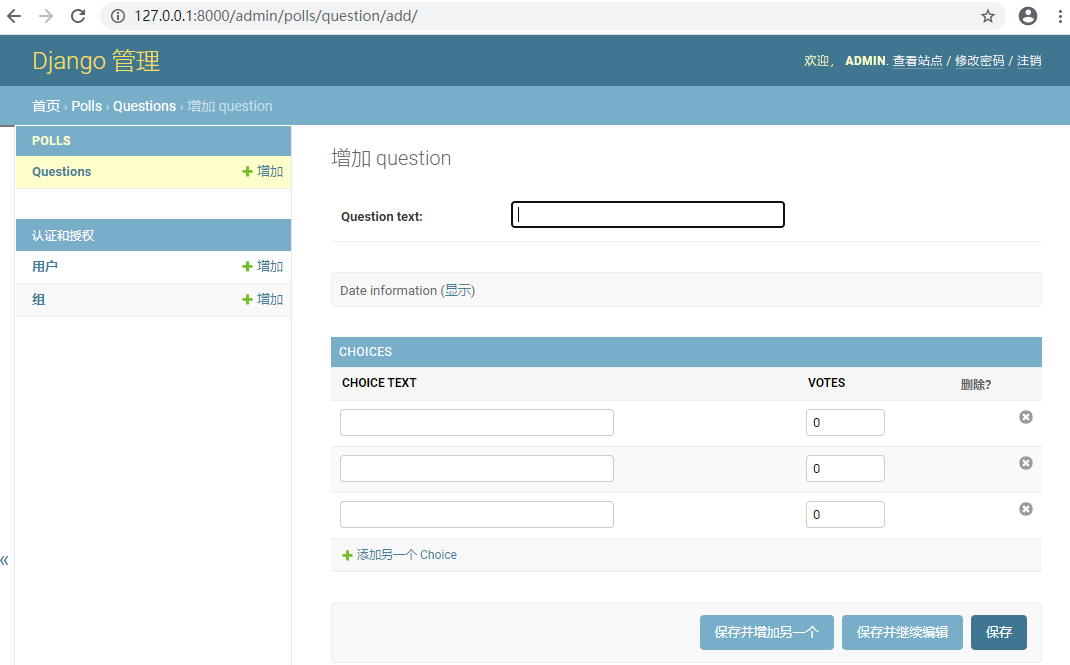 127.0.0.1:8000/admin/polls/question/add/
Django 管理
欢迎， ADMIN. 查看站点 / 修改密码 / 注销
首页 › Polls › Questions › 增加 question
POLLS
Questions
增加
认证和授权
用户
增加
组
增加
«
增加 question
Question text:
Date information (显示)
CHOICES
CHOICE TEXT VOTES 删除?
0
0
0
添加另一个 Choice
保存并增加另一个 保存并继续编辑 保存